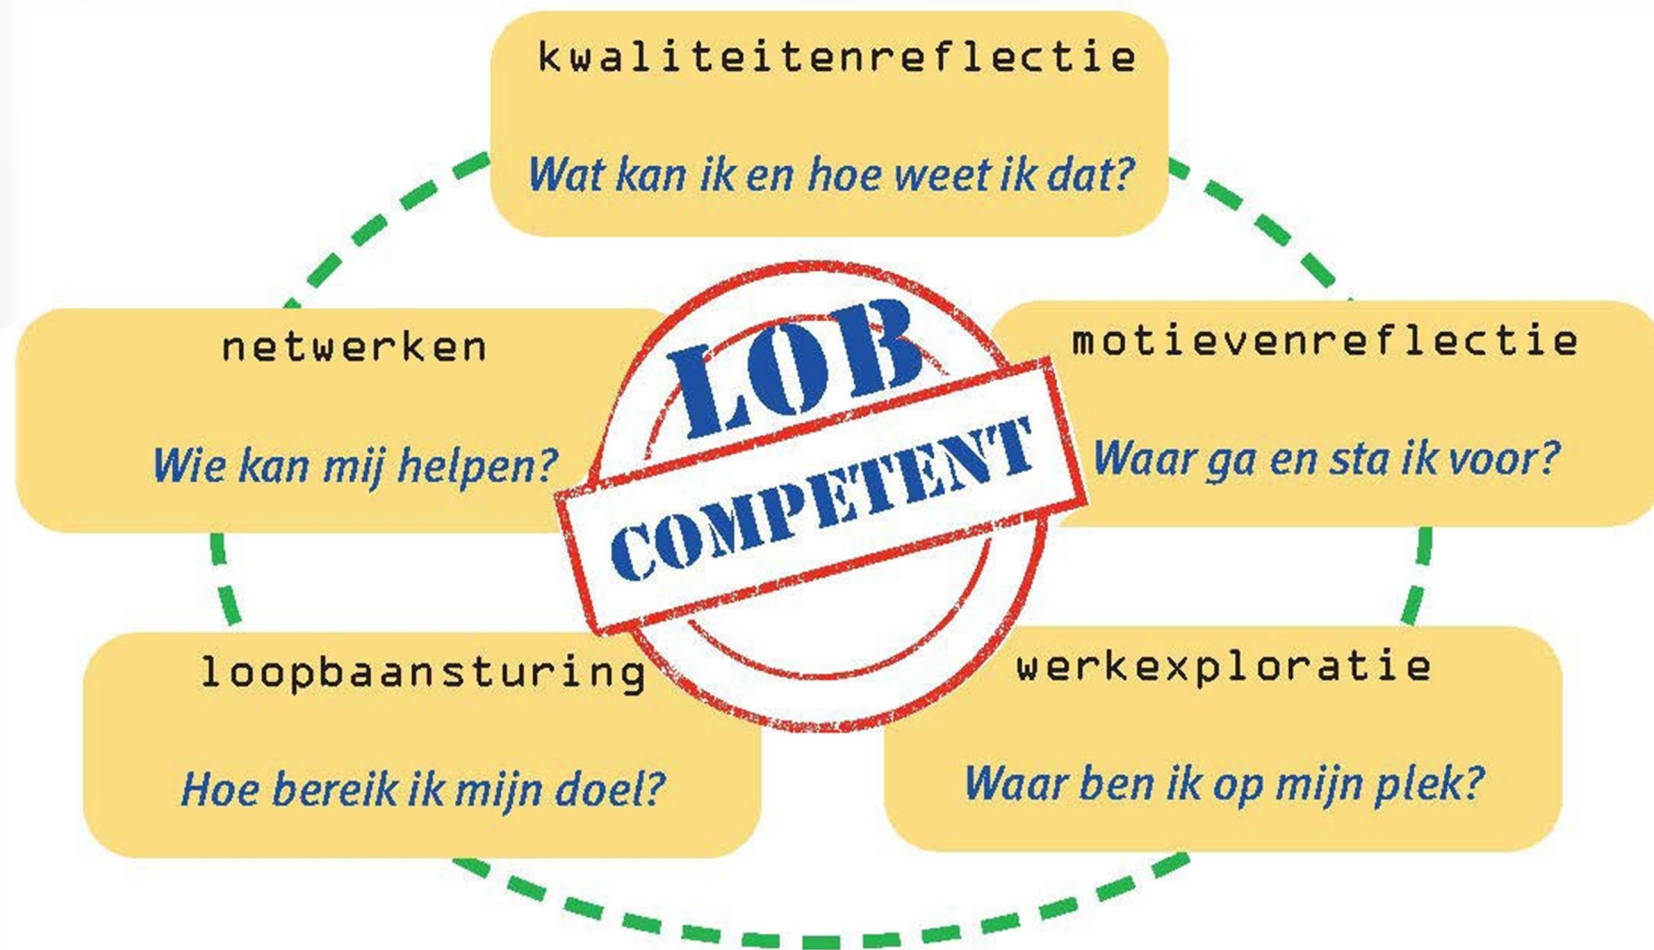 kwaliteitenreflectie
Wat kan ik en hoe weet ik dat?
netwerken
Wie kan mij helpen?
LOB
COMPETENT
motievenreflectie
Waar ga en sta ik voor?
loopbaansturing
Hoe bereik ik mijn doel?
werkexploratie
Waar ben ik op mijn plek?